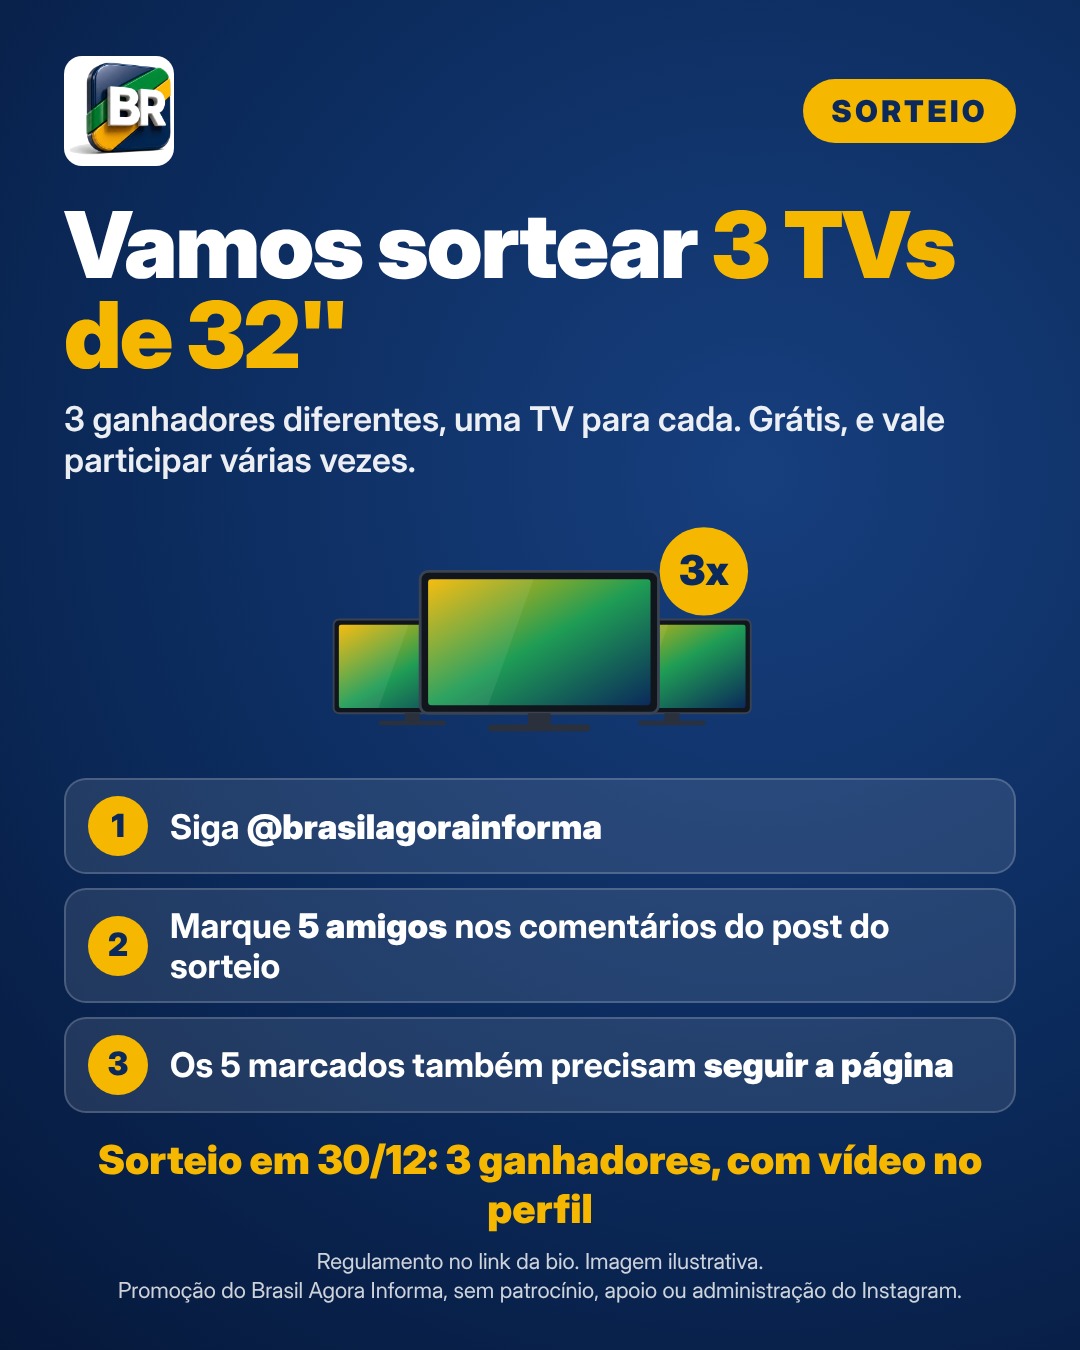 BR
SORTEIO
Vamos sortear 3 TVs
de 32"
3 ganhadores diferentes, uma TV para cada. Grátis, e vale
participar várias vezes.
3x
1 Siga @brasilagorainforma
2 Marque 5 amigos nos comentários do post do
sorteio
3 Os 5 marcados também precisam seguir a página
Sorteio em 30/12: 3 ganhadores, com vídeo no
perfil
Regulamento no link da bio. Imagem ilustrativa.
Promoção do Brasil Agora Informa, sem patrocínio, apoio ou administração do Instagram.